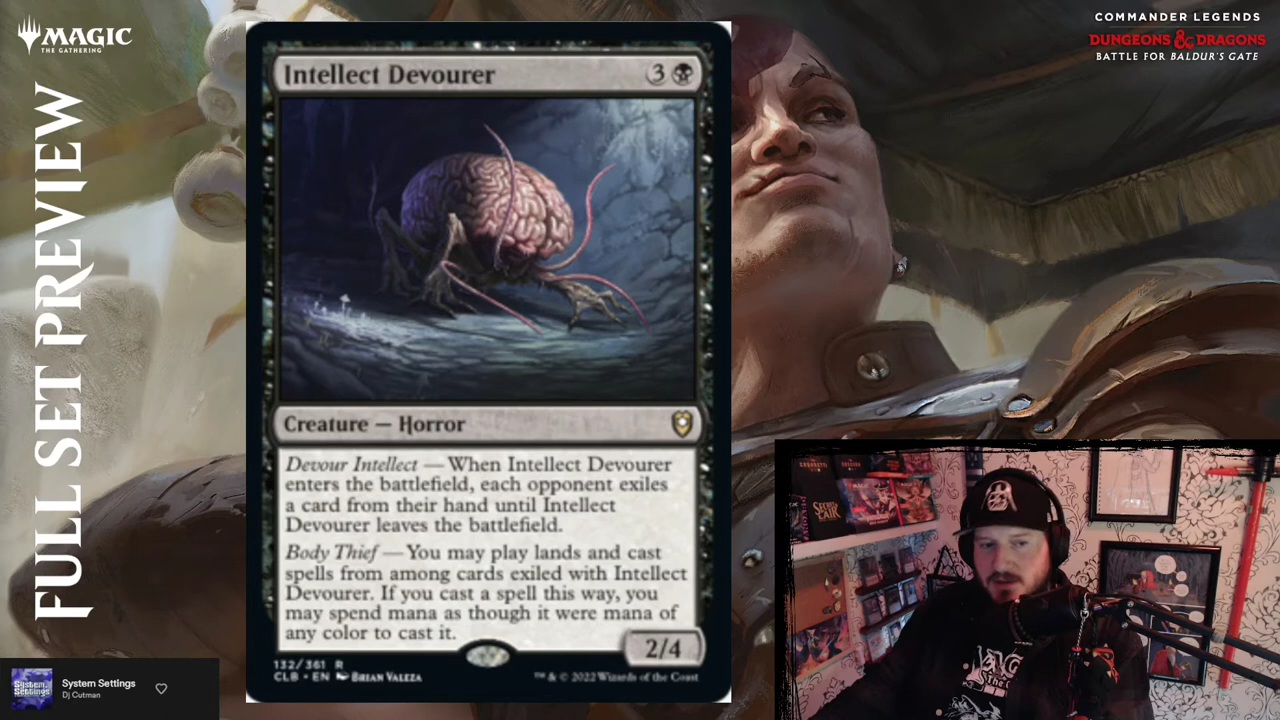 MAGIC
THE GATHERING
FULL SET PREVIEW
COMMANDER LEGENDS
DUNGEONS & DRAGONS
BATTLE FOR BALDUR'S GATE
Intellect Devourer 3
Creature — Horror
Devour Intellect — When Intellect Devourer
enters the battlefield, each opponent exiles
a card from their hand until Intellect
Devourer leaves the battlefield.
Body Thief — You may play lands and cast
spells from among cards exiled with Intellect
Devourer. If you cast a spell this way, you
may spend mana as though it were mana of
any color to cast it.
2/4
132/361 R
CLB • EN Brian Valeza
™ & © 2022 Wizards of the Coast
System Settings
Dj Cutman
System
Settings
SECRET
LAIR